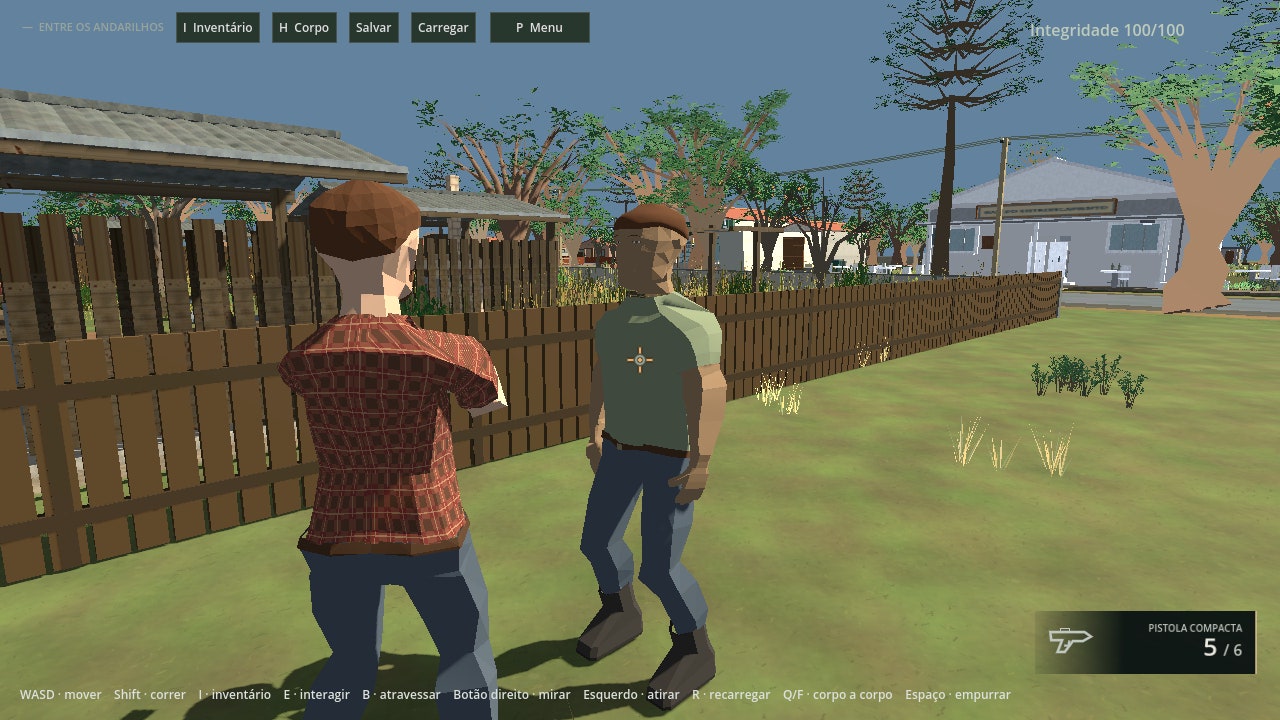 — ENTRE OS ANDARILHOS
I Inventário
H Corpo
Salvar
Carregar
P Menu
Integridade 100/100
PISTOLA COMPACTA
5 / 6
WASD · mover Shift · correr I · inventário E · interagir B · atravessar Botão direito · mirar Esquerdo · atirar R · recarregar Q/F · corpo a corpo Espaço · empurrar